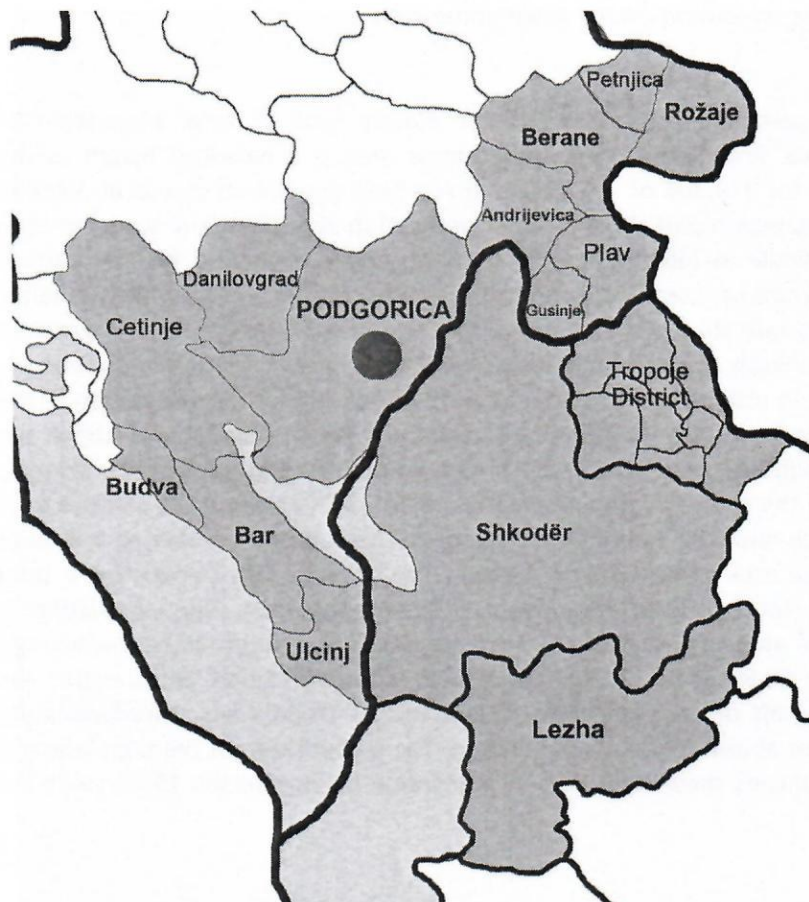 Petnjica
Rožaje
Berane
Andrijevica
Plav
Danilovgrad
PODGORICA
Gusinje
Cetinje
Tropoje
District
Budva
Bar
Shkodër
Ulcinj
Lezha